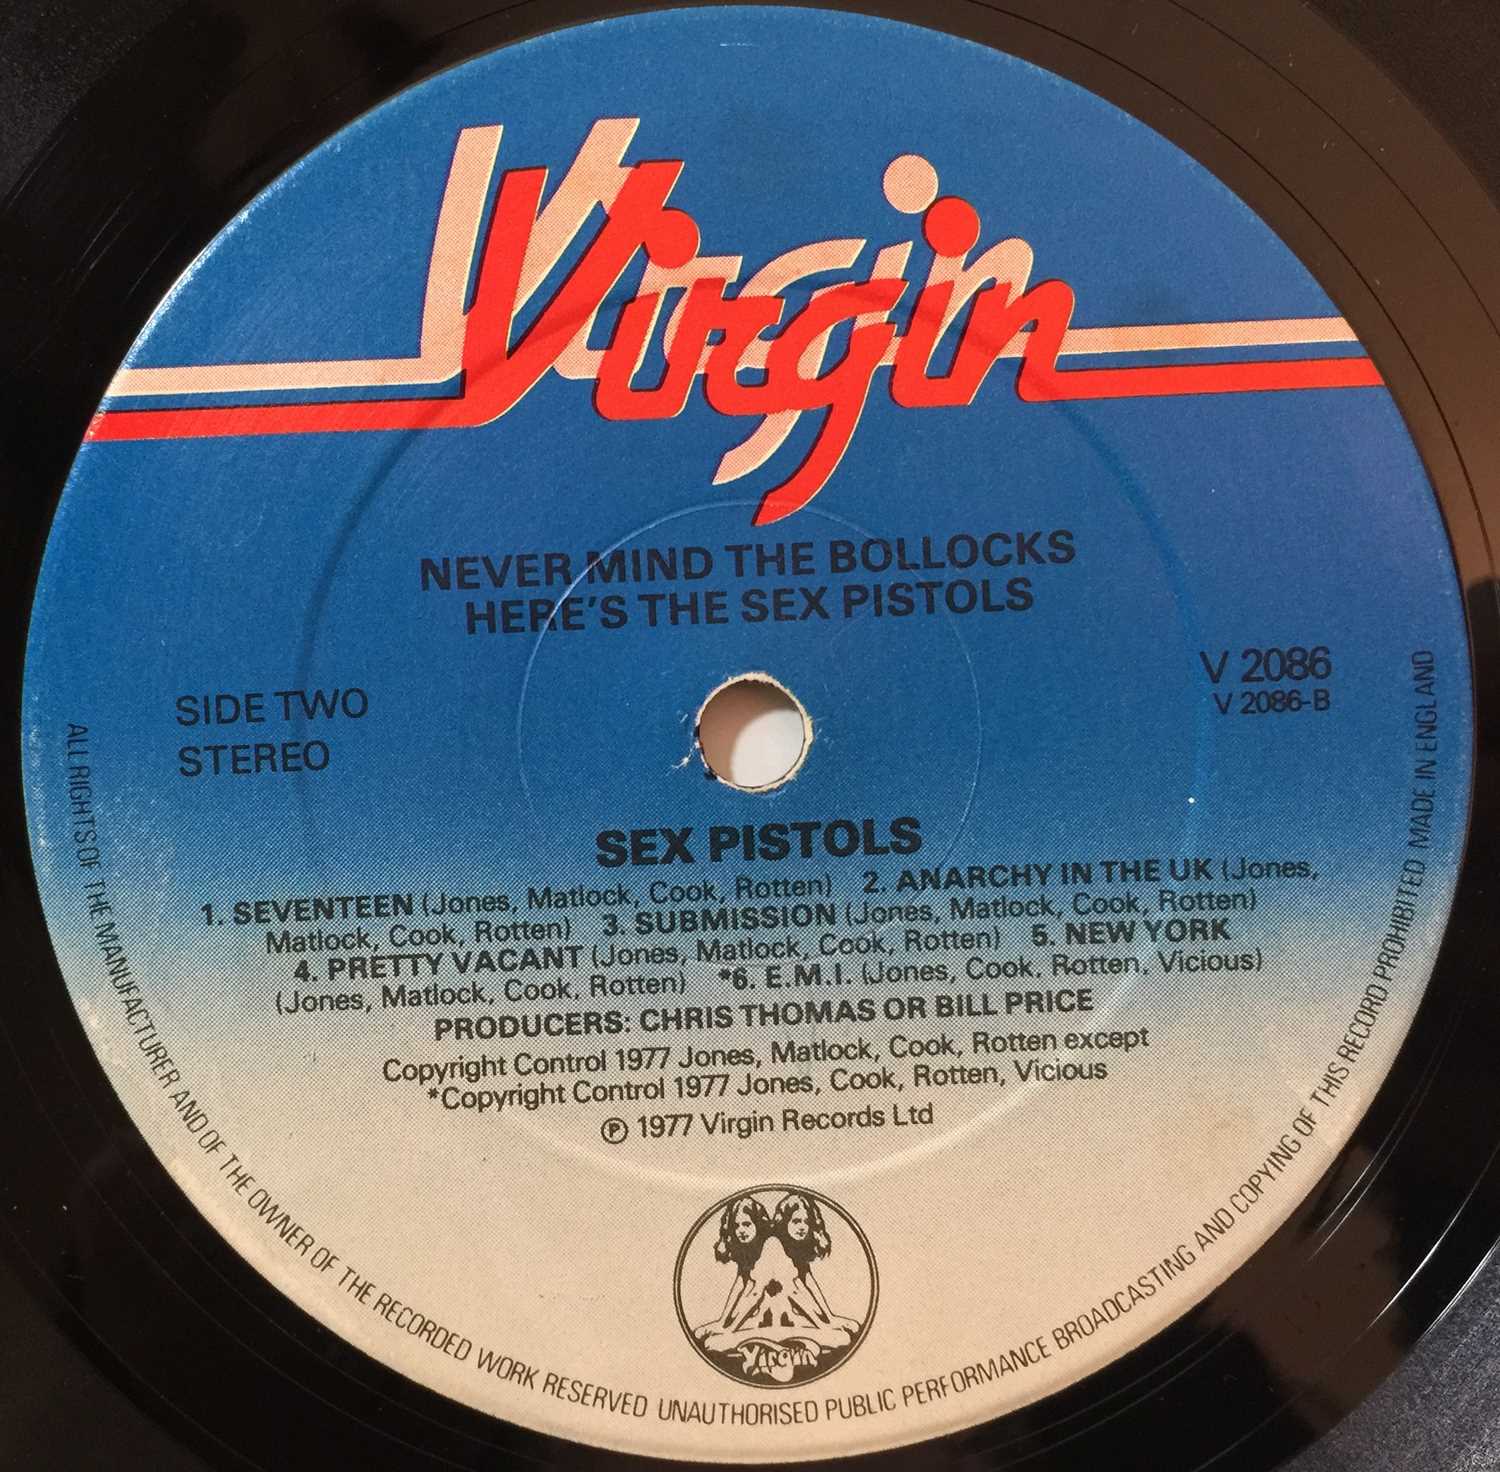 Virgin
NEVER MIND THE BOLLOCKS
HERE'S THE SEX PISTOLS
SIDE TWO
STEREO
V 2086
V 2086-B
SEX PISTOLS
1. SEVENTEEN (Jones, Matlock, Cook, Rotten) 2. ANARCHY IN THE UK (Jones,
Matlock, Cook, Rotten) 3. SUBMISSION (Jones, Matlock, Cook, Rotten)
4. PRETTY VACANT (Jones, Matlock, Cook, Rotten) 5. NEW YORK
(Jones, Matlock, Cook, Rotten) *6. E.M.I. (Jones, Cook. Rotten, Vicious)
PRODUCERS: CHRIS THOMAS OR BILL PRICE
Copyright Control 1977 Jones, Matlock, Cook, Rotten except
*Copyright Control 1977 Jones, Cook, Rotten, Vicious
℗ 1977 Virgin Records Ltd
Virgin
ALL RIGHTS OF THE MANUFACTURER AND OF THE OWNER OF THE RECORDED WORK RESERVED UNAUTHORISED PUBLIC PERFORMANCE BROADCASTING AND COPYING OF THIS RECORD PROHIBITED MADE IN ENGLAND